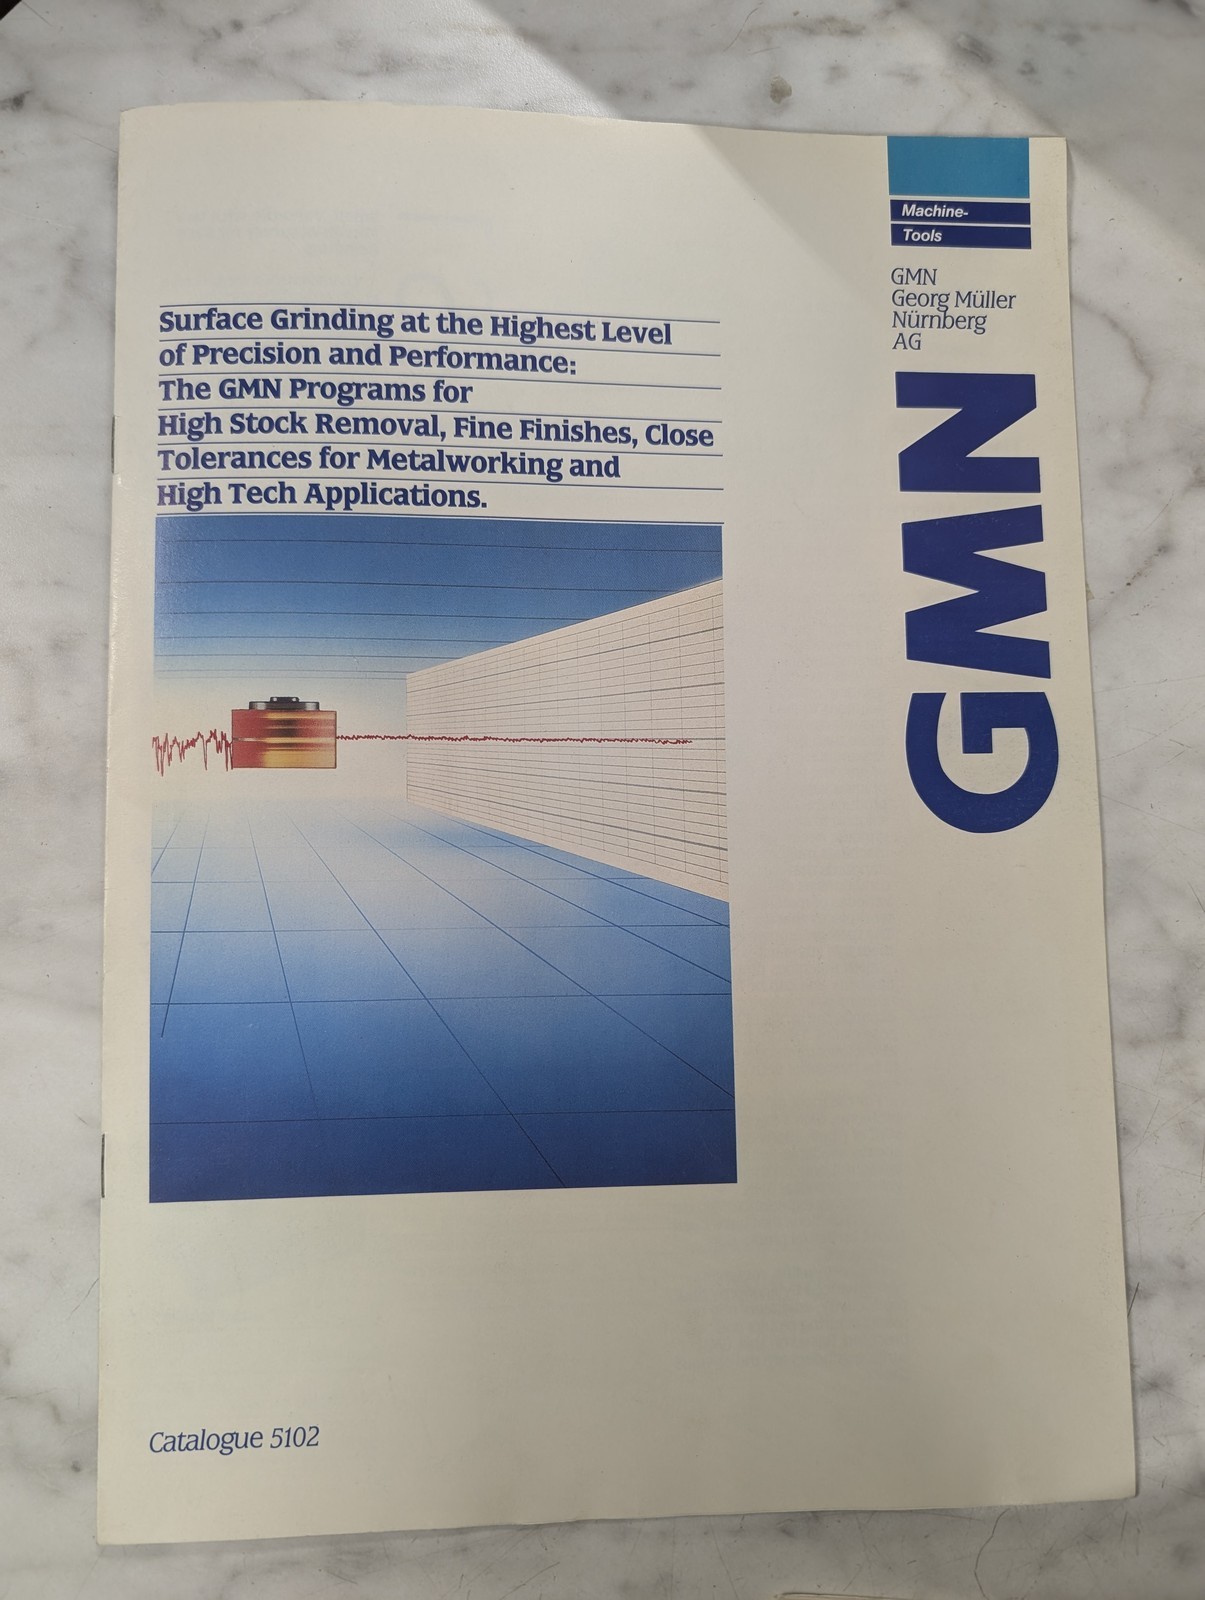 Machine-
Tools
GMN
Georg Müller
Nürnberg
AG
GMN
Surface Grinding at the Highest Level
of Precision and Performance:
The GMN Programs for
High Stock Removal, Fine Finishes, Close
Tolerances for Metalworking and
High Tech Applications.
Catalogue 5102